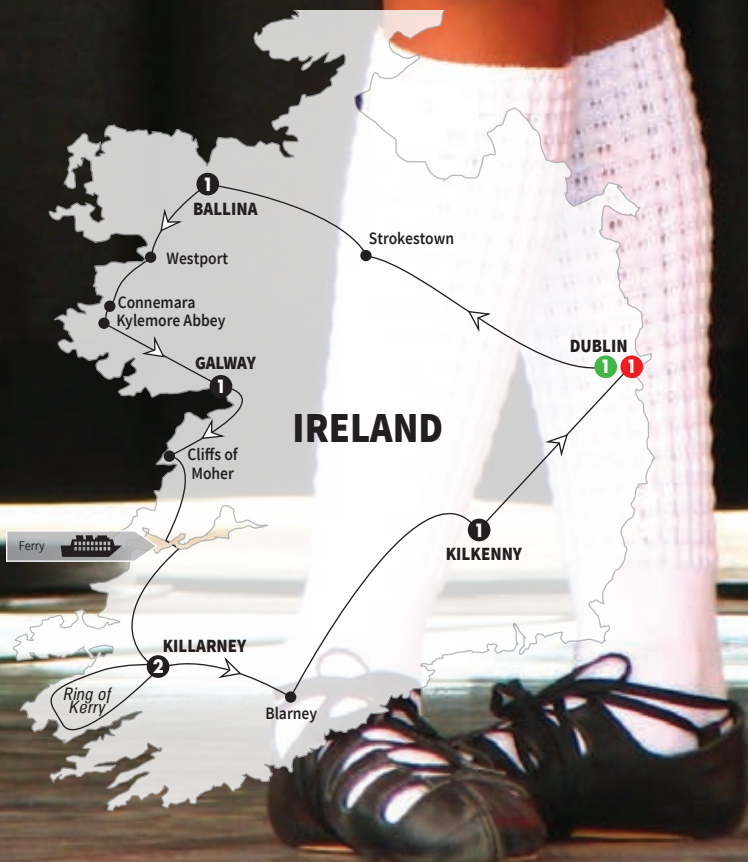 1
BALLINA
Strokestown
Westport
Connemara
Kylemore Abbey
DUBLIN
1 1
GALWAY
1
IRELAND
Cliffs of
Moher
1
KILKENNY
Ferry
KILLARNEY
2
Ring of
Kerry
Blarney